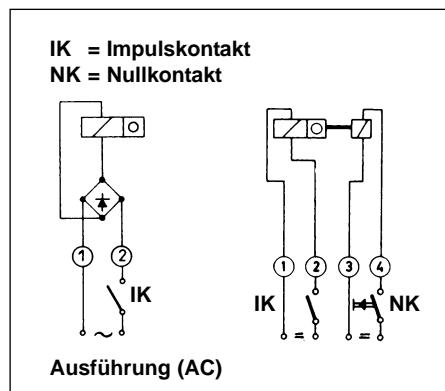 IK = Impulskontakt
NK = Nullkontakt
1 2
IK
~
Ausführung (AC)
1 2 3 4
IK NK
= =